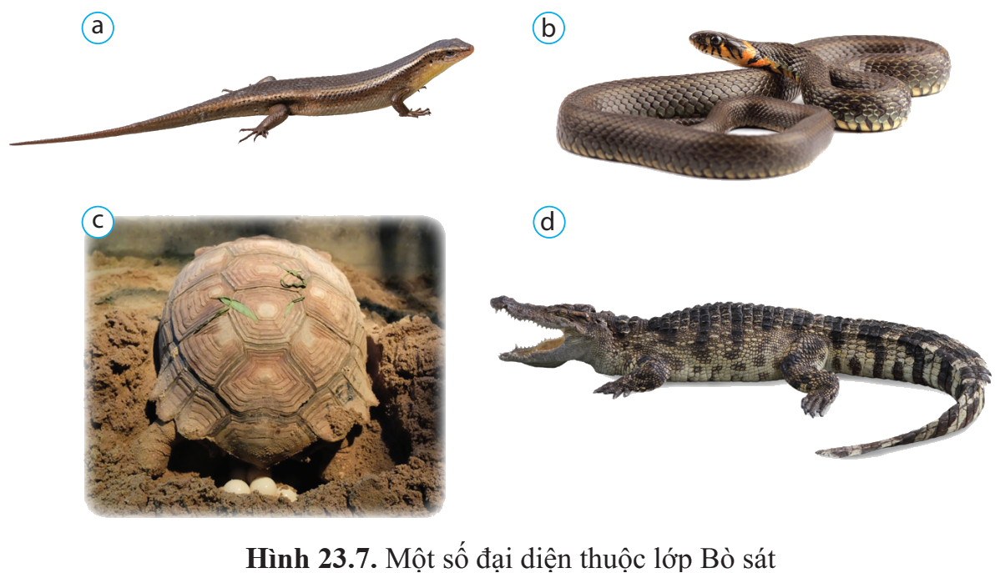 a
b
c
d
Hình 23.7. Một số đại diện thuộc lớp Bò sát